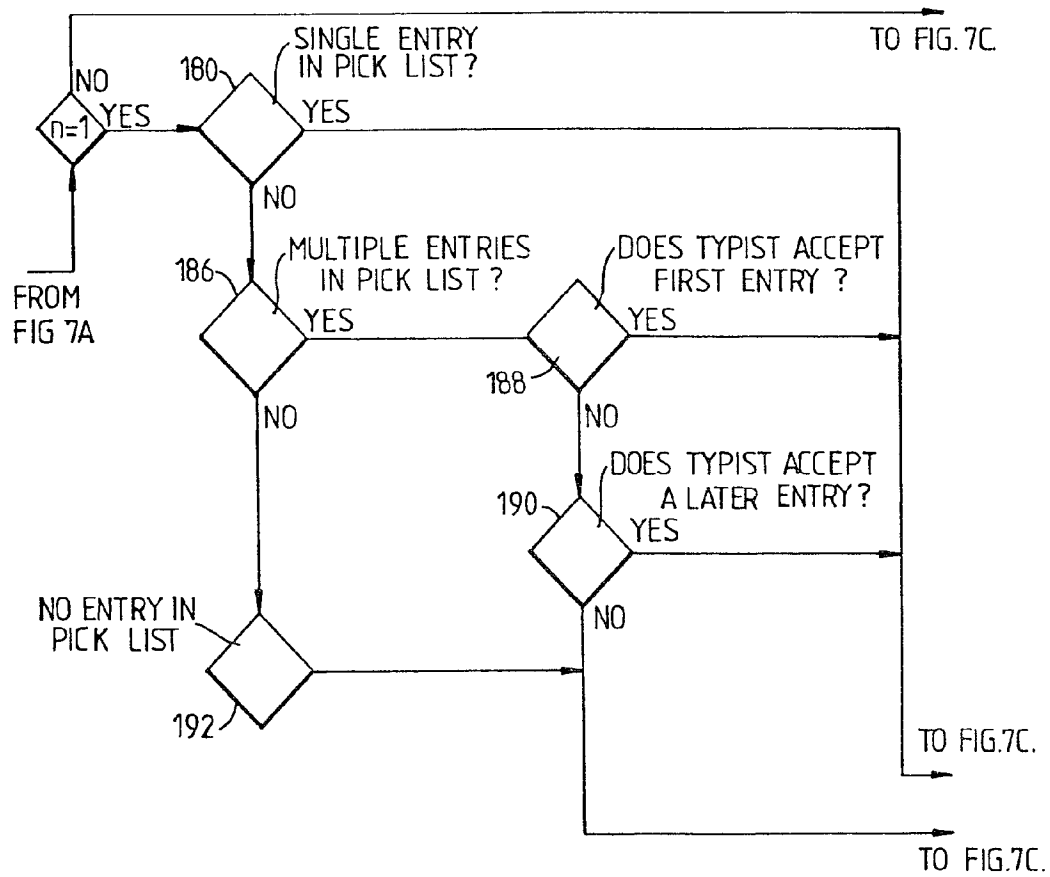 TO FIG.7C.
SINGLE ENTRY
IN PICK LIST?
180
NO
n=1
YES
YES
NO
FROM
FIG 7A
186
MULTIPLE ENTRIES
IN PICK LIST?
YES
NO
DOES TYPIST ACCEPT
FIRST ENTRY?
YES
188
NO
DOES TYPIST ACCEPT
A LATER ENTRY?
190
YES
NO
NO ENTRY IN
PICK LIST
192
TO FIG.7C.
TO FIG.7C.